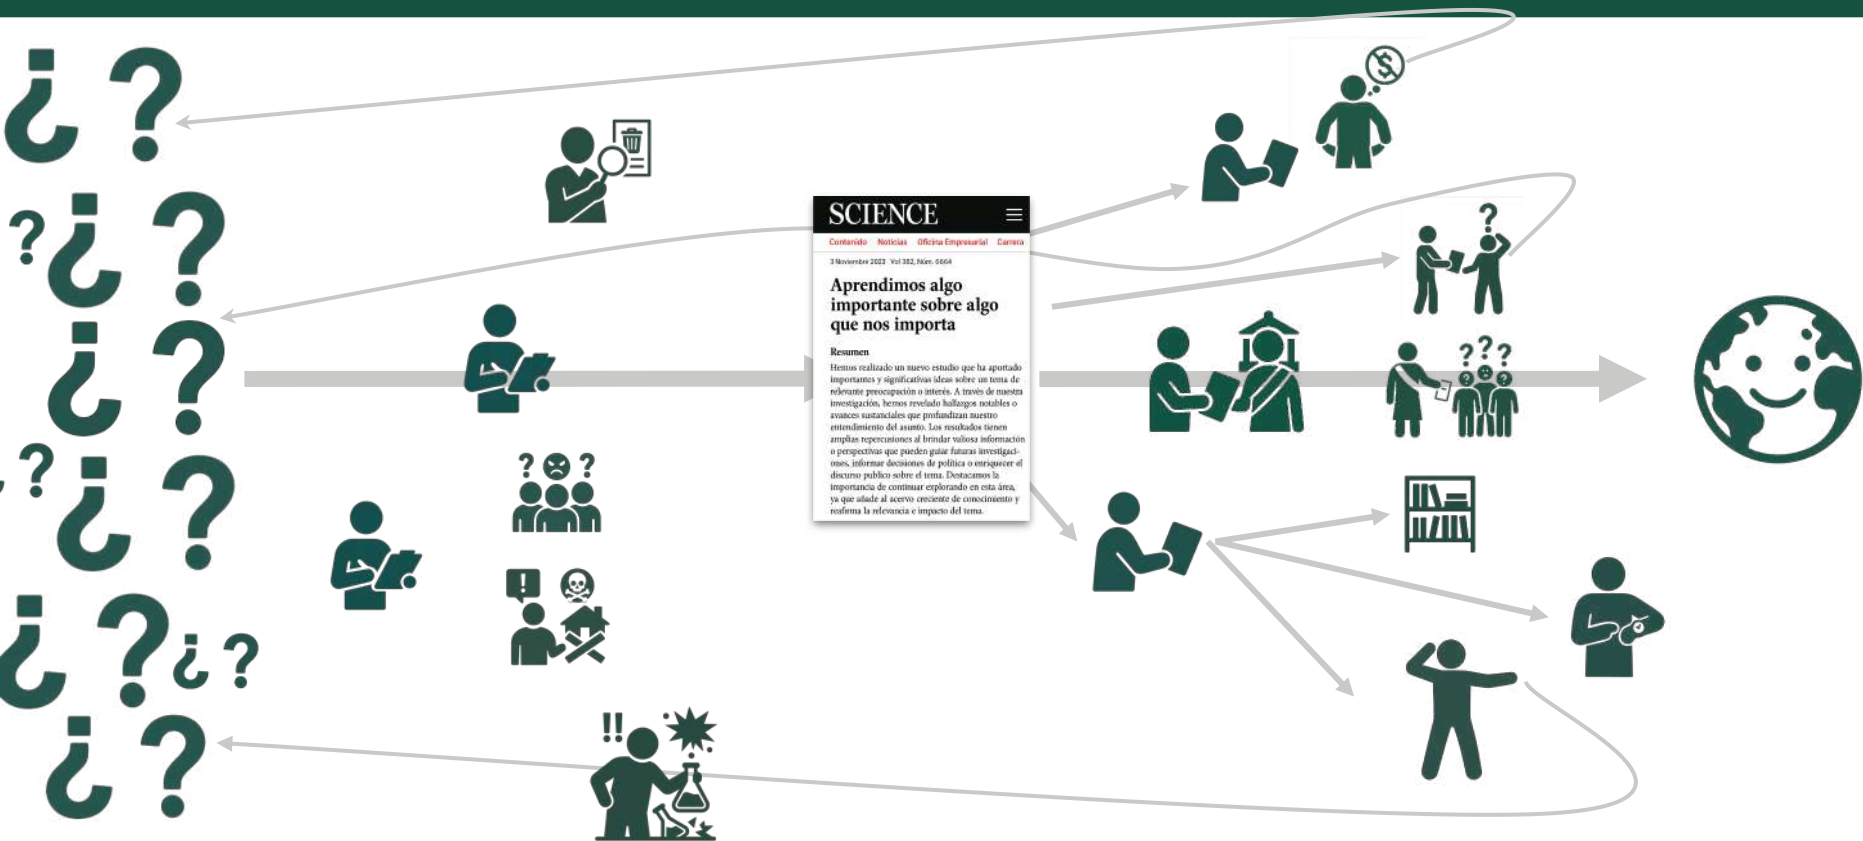 SCIENCE
Contenido Noticias Oficina Empresarial Carrera
3 Noviembre 2023 Vol 382, Núm. 6664
Aprendimos algo
importante sobre algo
que nos importa
Resumen
Hemos realizado un nuevo estudio que ha aportado
importantes y significativas ideas sobre un tema de
relevante preocupación o interés. A través de nuestra
investigación, hemos revelado hallazgos notables o
avances sustanciales que profundizan nuestro
entendimiento del asunto. Los resultados tienen
amplias repercusiones al brindar valiosa información
o perspectivas que pueden guiar futuras investigaci-
ones, informar decisiones de política o enriquecer el
discurso publico sobre el tema. Destacamos la
importancia de continuar explorando en esta área,
ya que añade al acervo creciente de conocimiento y
reafirma la relevancia e impacto del tema.